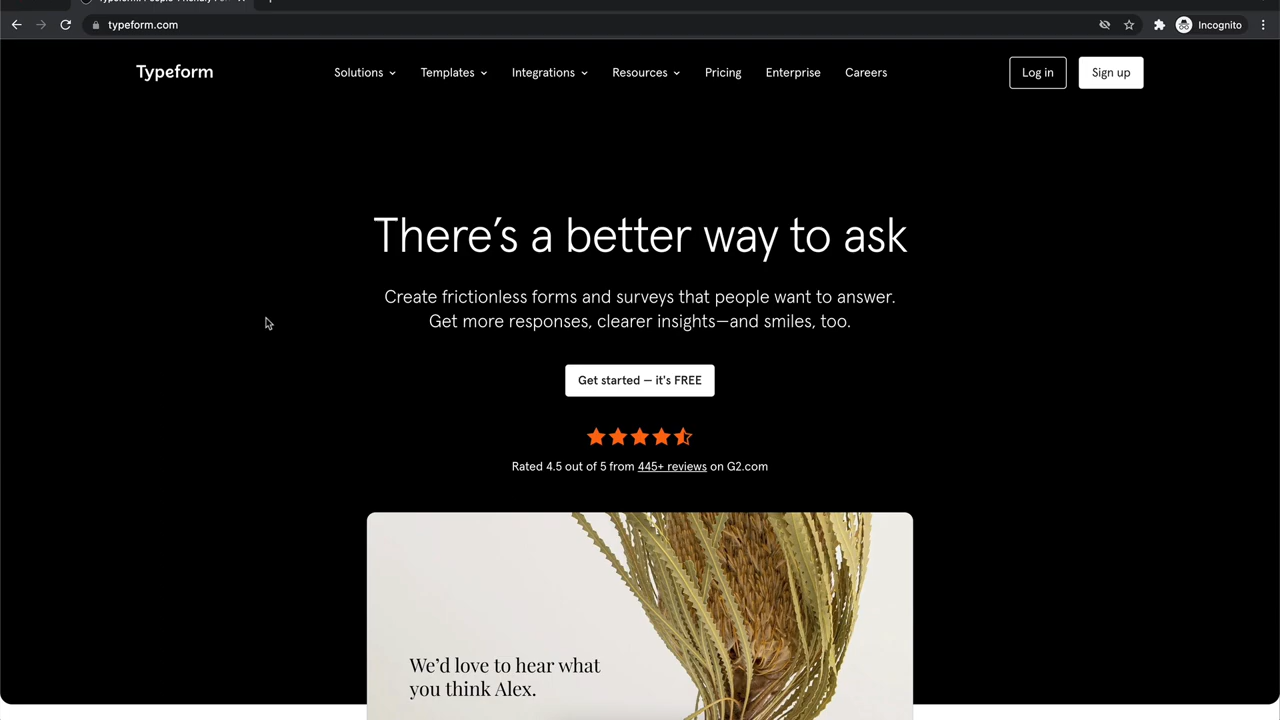 typeform.com
Incognito
Typeform
Solutions
Templates
Integrations
Resources
Pricing
Enterprise
Careers
Log in
Sign up
There's a better way to ask
Create frictionless forms and surveys that people want to answer.
Get more responses, clearer insights—and smiles, too.
Get started — it's FREE
Rated 4.5 out of 5 from 445+ reviews on G2.com
We'd love to hear what
you think Alex.